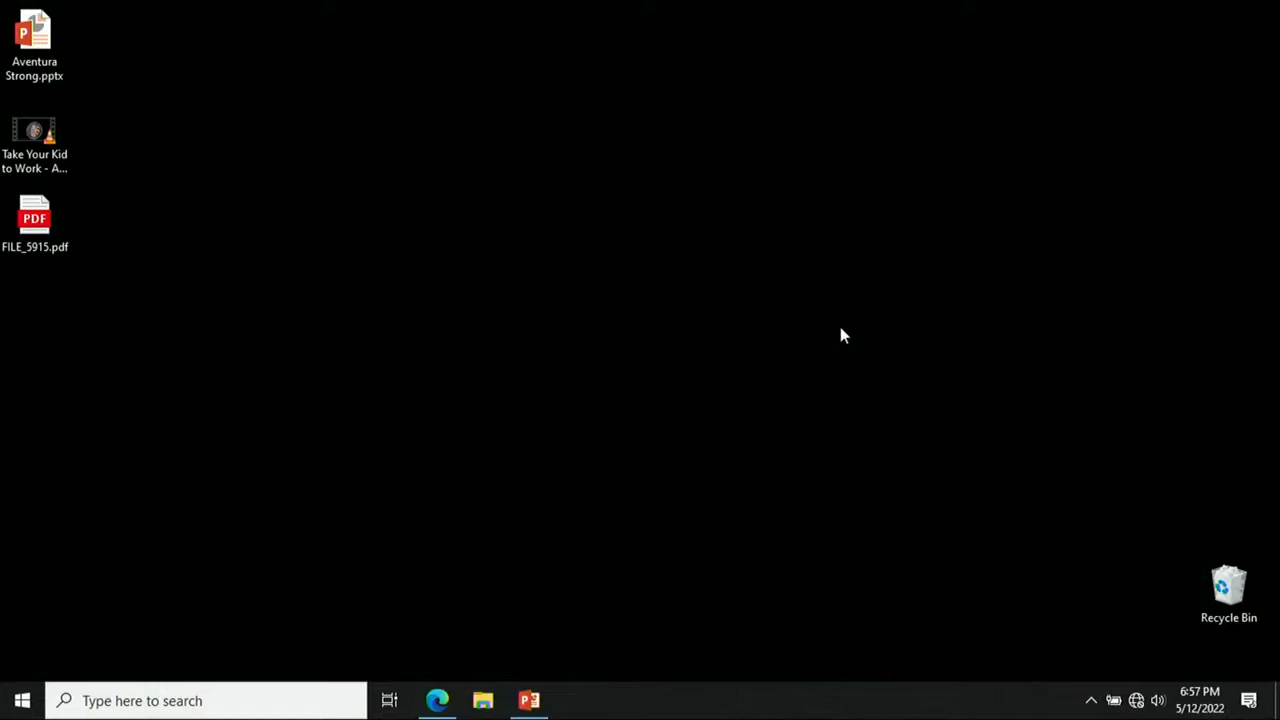 P
Aventura
Strong.pptx
Take Your Kid
to Work - A...
PDF
FILE_5915.pdf
Recycle Bin
Type here to search
P
6:57 PM
5/12/2022